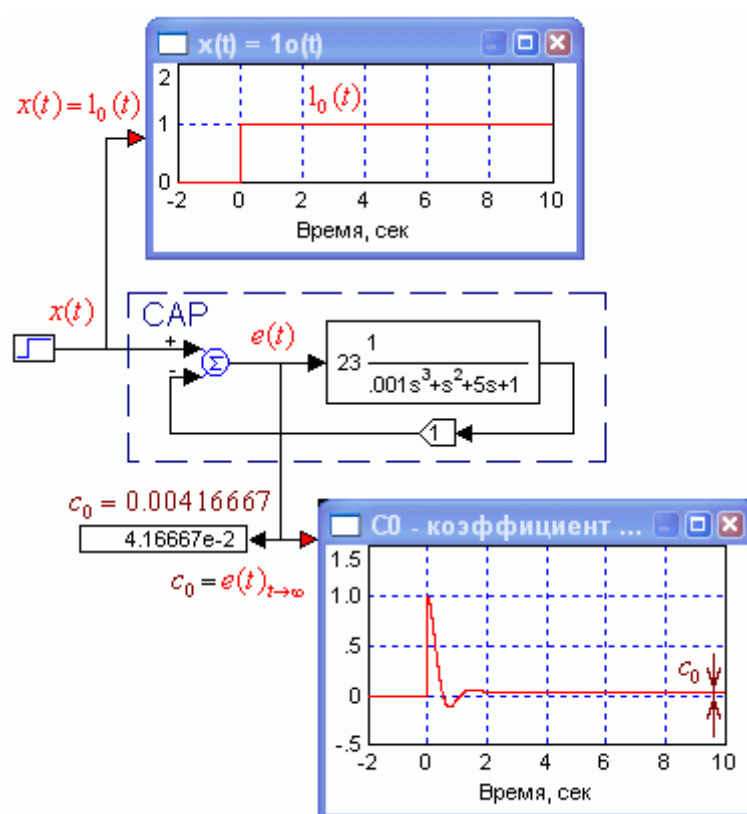 x(t) = 1o(t)
x(t) = 1₀(t)
2
1
0
1₀(t)
-2 0 2 4 6 8 10
Время, сек
x(t)
САР
+
-
Σ
e(t)
23 1
.001s³+s²+5s+1
1
c₀ = 0.00416667
4.16667e-2
c₀ = e(t)ₜ→∞
C0 - коэффициент ...
1.5
1.0
.5
0
-.5
c₀
-2 0 2 4 6 8 10
Время, сек